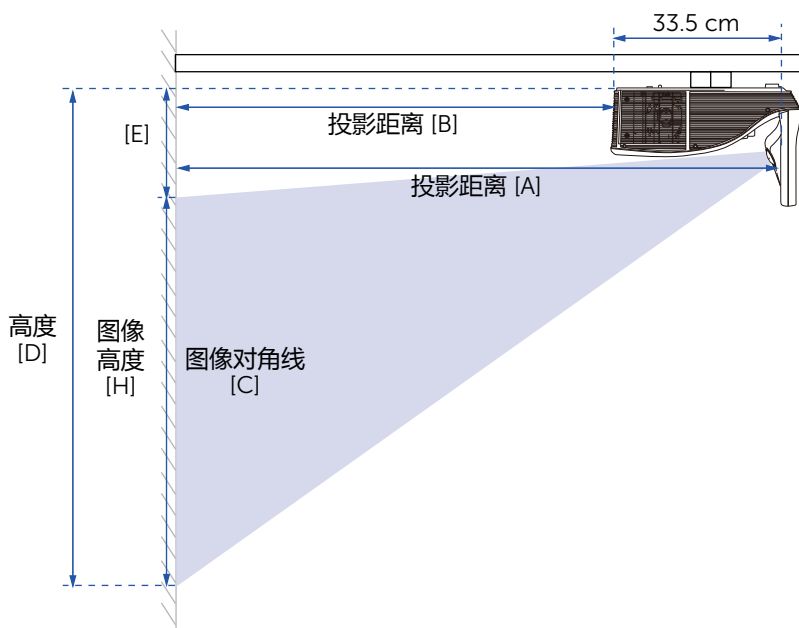 33.5 cm
投影距离 [B]
[E]
投影距离 [A]
高度
[D]
图像
高度
[H]
图像对角线
[C]